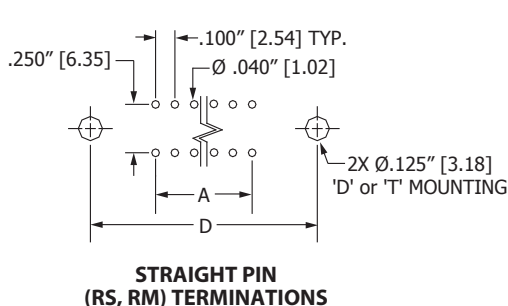 .100” [2.54] TYP.
.250” [6.35]
Ø .040” [1.02]
2X Ø.125” [3.18]
'D' or 'T' MOUNTING
A
D
STRAIGHT PIN
(RS, RM) TERMINATIONS